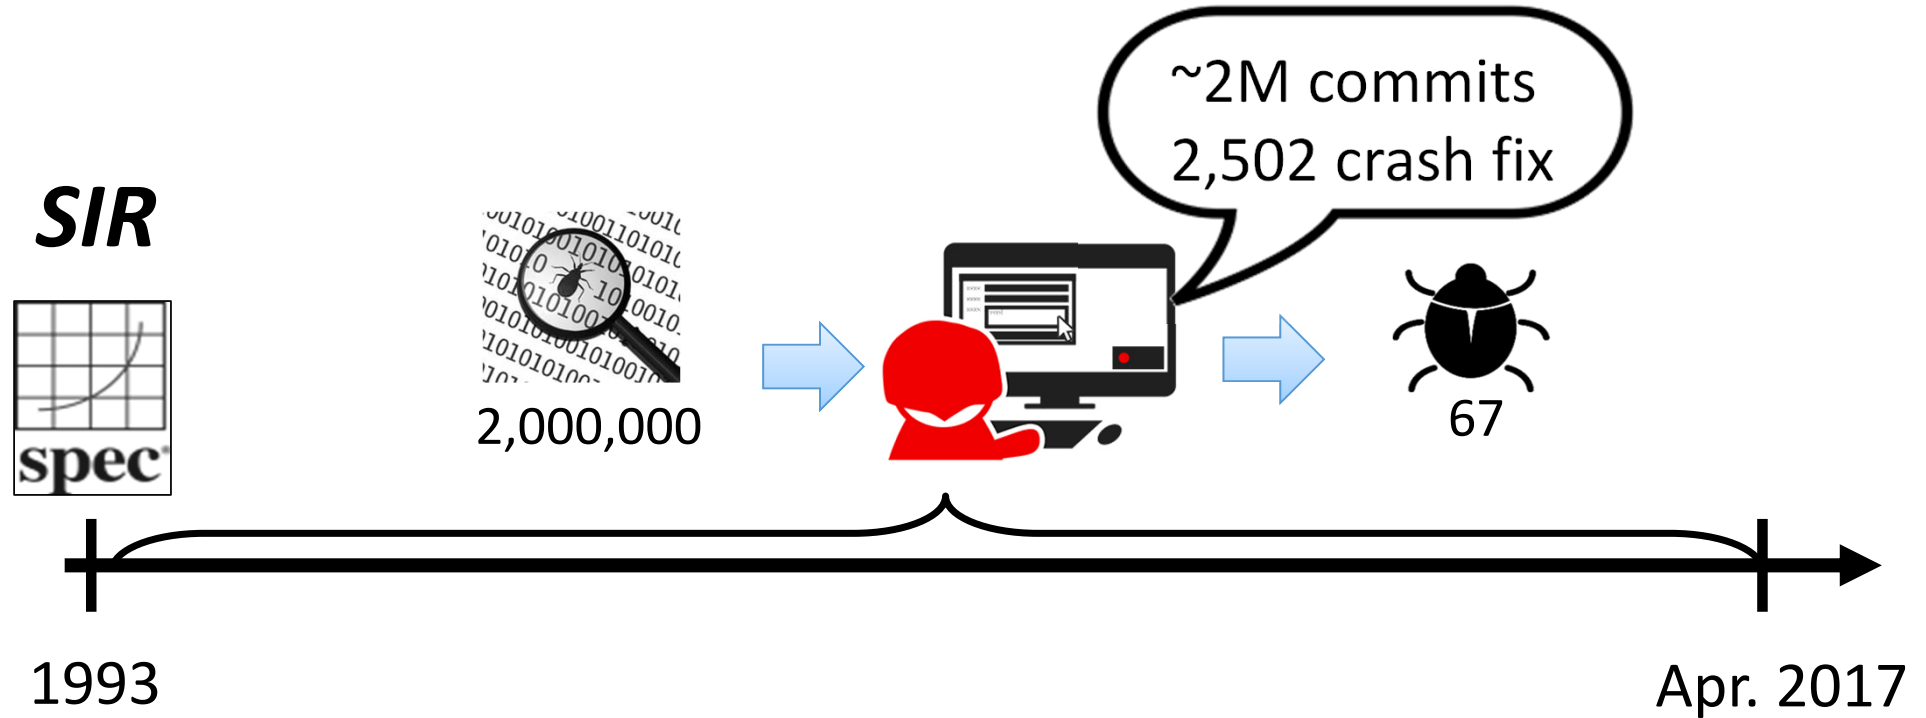 ~2M commits
2,502 crash fix
SIR
spec
2,000,000
67
1993
Apr. 2017